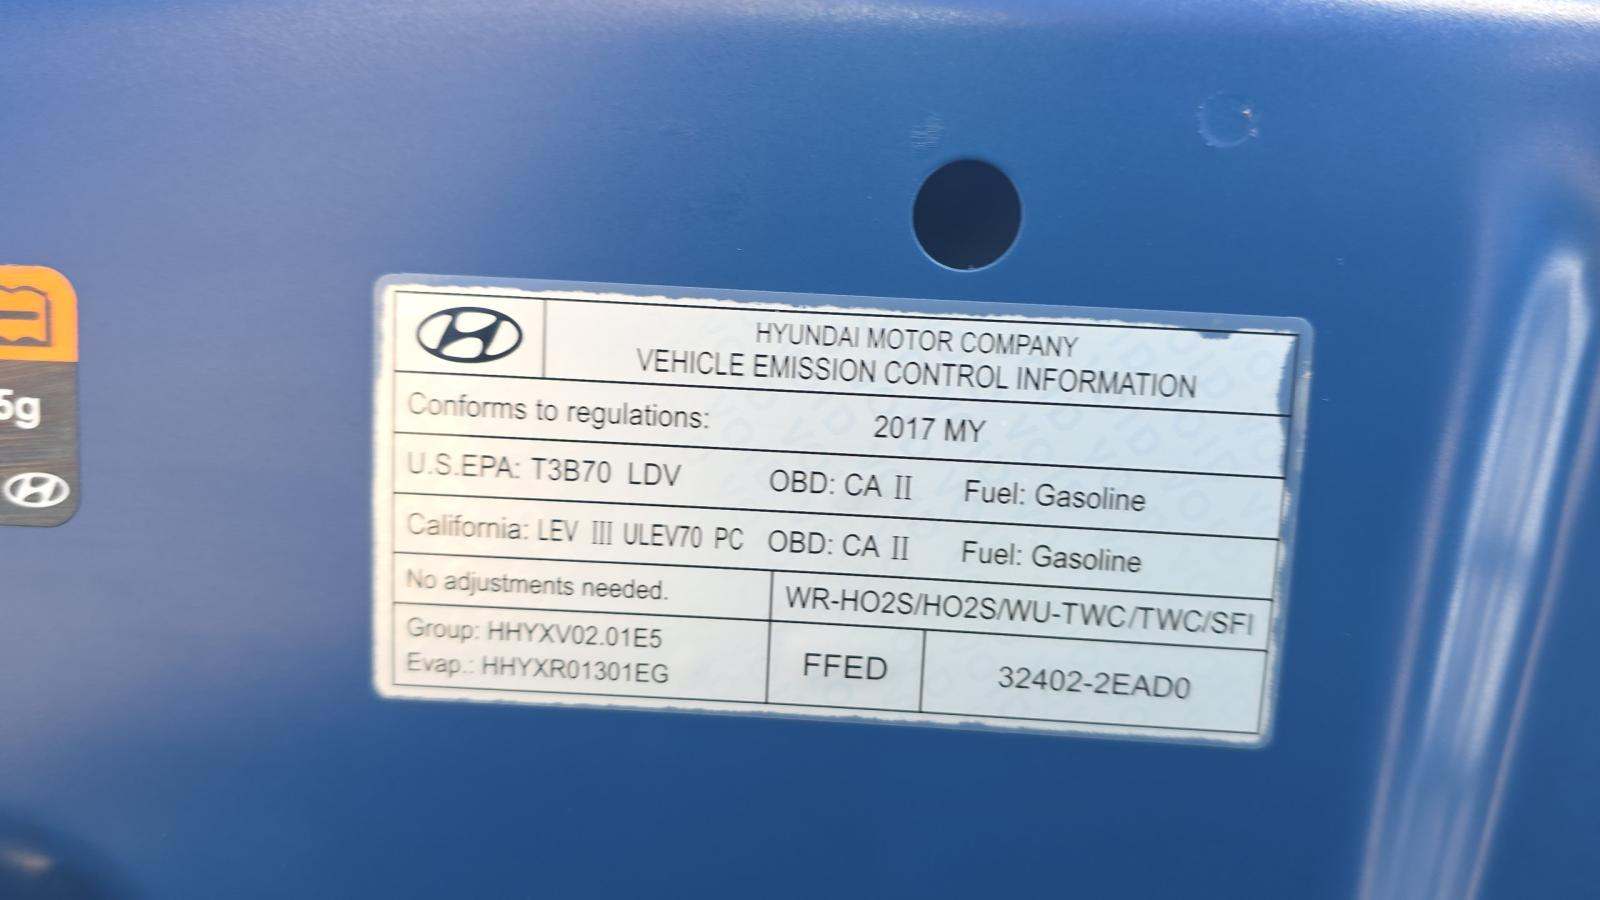 HYUNDAI MOTOR COMPANY
VEHICLE EMISSION CONTROL INFORMATION
Conforms to regulations: 2017 MY
U.S.EPA: T3B70 LDV OBD: CA II Fuel: Gasoline
California: LEV III ULEV70 PC OBD: CA II Fuel: Gasoline
No adjustments needed.
WR-HO2S/HO2S/WU-TWC/TWC/SFI
Group: HHYXV02.01E5
Evap.: HHYXR01301EG
FFED
32402-2EAD0
5g